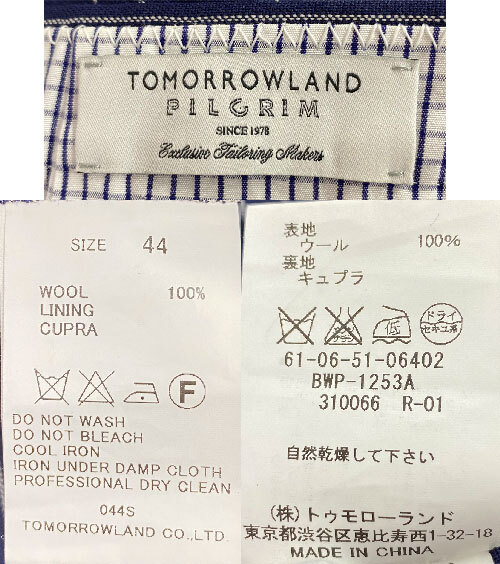 TOMORROWLAND
PILGRIM
SINCE 1978
Exclusive Tailoring Makers
SIZE 44
WOOL 100%
LINING
CUPRA
F
DO NOT WASH
DO NOT BLEACH
COOL IRON
IRON UNDER DAMP CLOTH
PROFESSIONAL DRY CLEAN
044S
TOMORROWLAND CO.,LTD.
表地
ウール 100%
裏地
キュプラ
低 ドライ
セキユ系
61-06-51-06402
BWP-1253A
310066 R-01
自然乾燥して下さい
(株)トゥモローランド
東京都渋谷区恵比寿西1-32-18
MADE IN CHINA